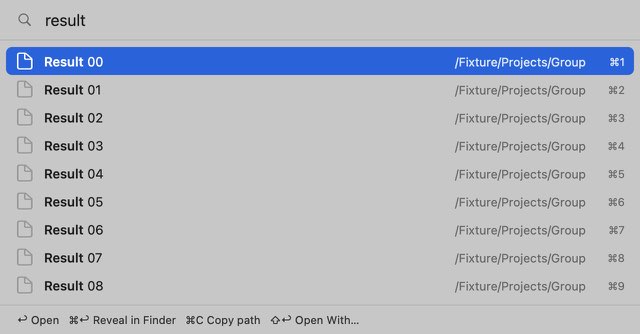 result
Result 00 /Fixture/Projects/Group ⌘1
Result 01 /Fixture/Projects/Group ⌘2
Result 02 /Fixture/Projects/Group ⌘3
Result 03 /Fixture/Projects/Group ⌘4
Result 04 /Fixture/Projects/Group ⌘5
Result 05 /Fixture/Projects/Group ⌘6
Result 06 /Fixture/Projects/Group ⌘7
Result 07 /Fixture/Projects/Group ⌘8
Result 08 /Fixture/Projects/Group ⌘9
↩ Open ⌘↩ Reveal in Finder ⌘C Copy path ⇧↩ Open With…